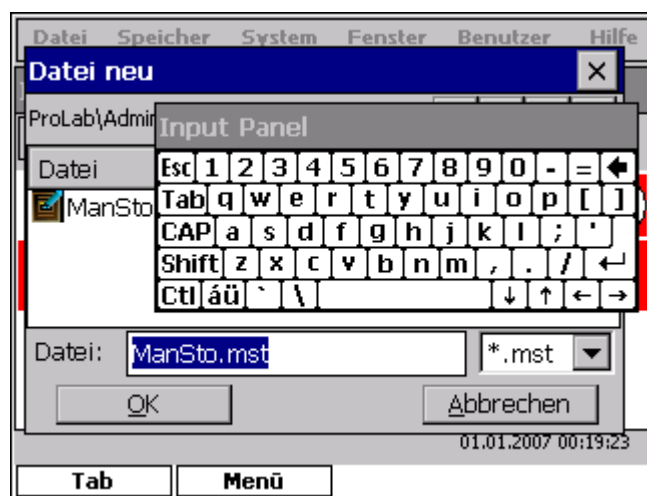 Datei Speicher System Fenster Benutzer Hilfe
Datei neu
ProLab\Admin
Input Panel
Esc 1 2 3 4 5 6 7 8 9 0 - =
Datei
Tab q w e r t y u i o p [ ]
ManSto
CAP a s d f g h j k l ; '
Shift z x c v b n m , . /
Ctl áü ` \ ↓ ↑ ← →
Datei: ManSto.mst *.mst
OK Abbrechen
01.01.2007 00:19:23
Tab Menü